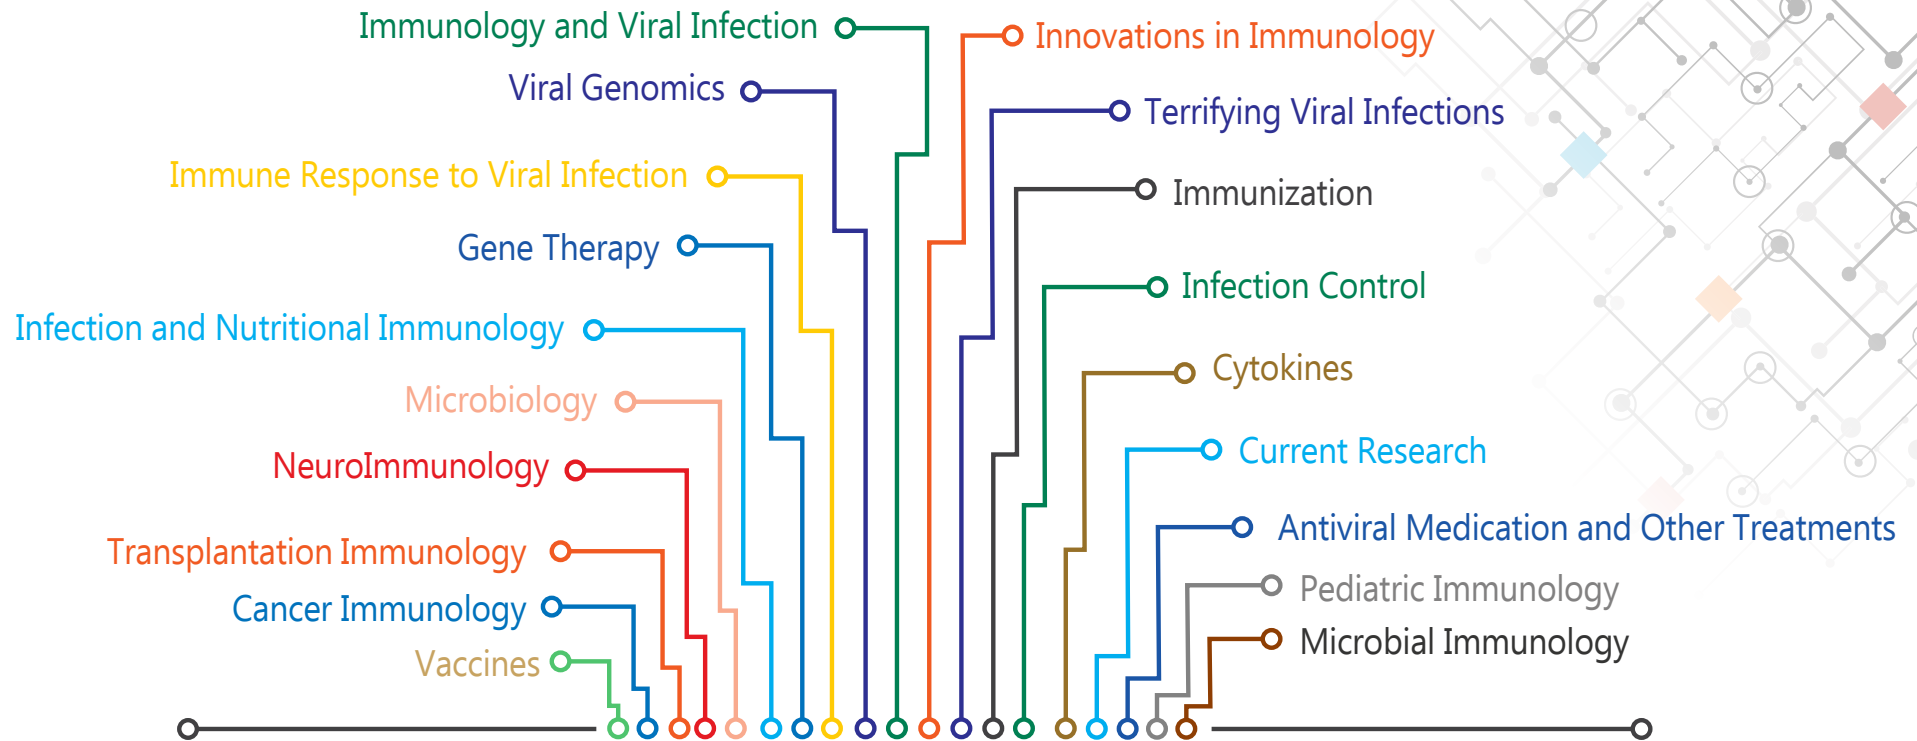 Immunology and Viral Infection
Viral Genomics
Immune Response to Viral Infection
Gene Therapy
Infection and Nutritional Immunology
Microbiology
NeuroImmunology
Transplantation Immunology
Cancer Immunology
Vaccines
Innovations in Immunology
Terrifying Viral Infections
Immunization
Infection Control
Cytokines
Current Research
Antiviral Medication and Other Treatments
Pediatric Immunology
Microbial Immunology